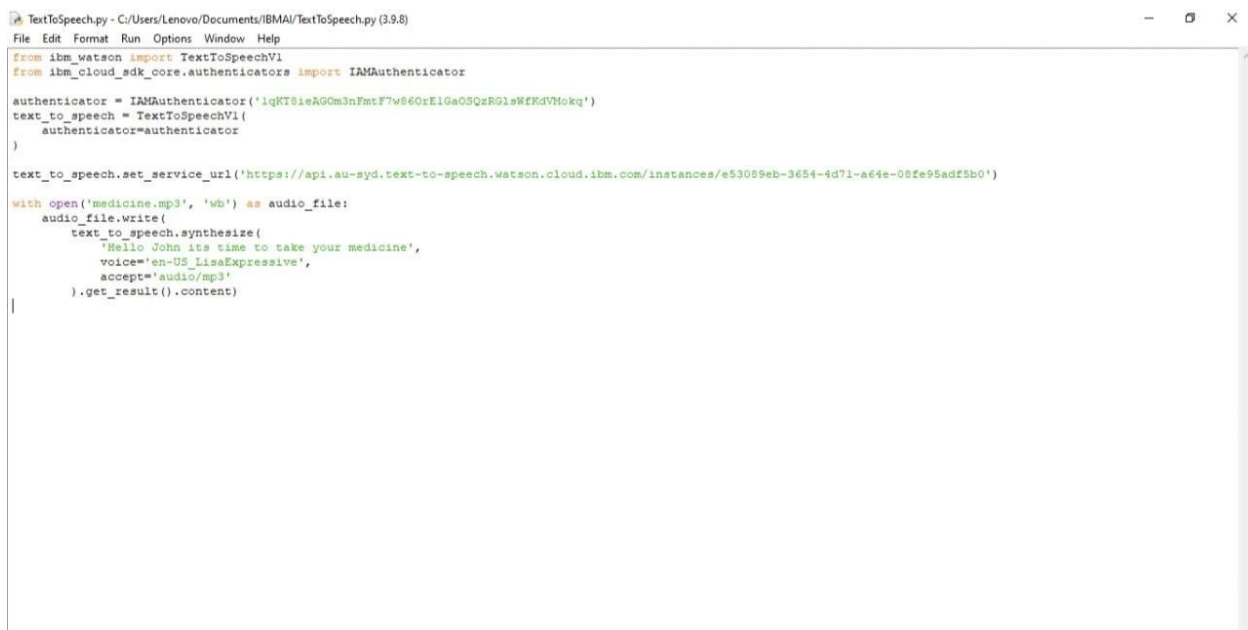 TextToSpeech.py - C:/Users/Lenovo/Documents/IBMAI/TextToSpeech.py (3.9.8)
File Edit Format Run Options Window Help
from ibm_watson import TextToSpeechV1
from ibm_cloud_sdk_core.authenticators import IAMAuthenticator
authenticator = IAMAuthenticator('lqKT8ieAGOm3nFmtF7w86OrElGaOSQzRGlsWfKdVMokq')
text_to_speech = TextToSpeechV1(
    authenticator=authenticator
)
text_to_speech.set_service_url('https://api.au-syd.text-to-speech.watson.cloud.ibm.com/instances/e53089eb-3654-4d71-a64e-08fe95adf5b0')
with open('medicine.mp3', 'wb') as audio_file:
    audio_file.write(
        text_to_speech.synthesize(
            'Hello John its time to take your medicine',
            voice='en-US_LisaExpressive',
            accept='audio/mp3'
        ).get_result().content)